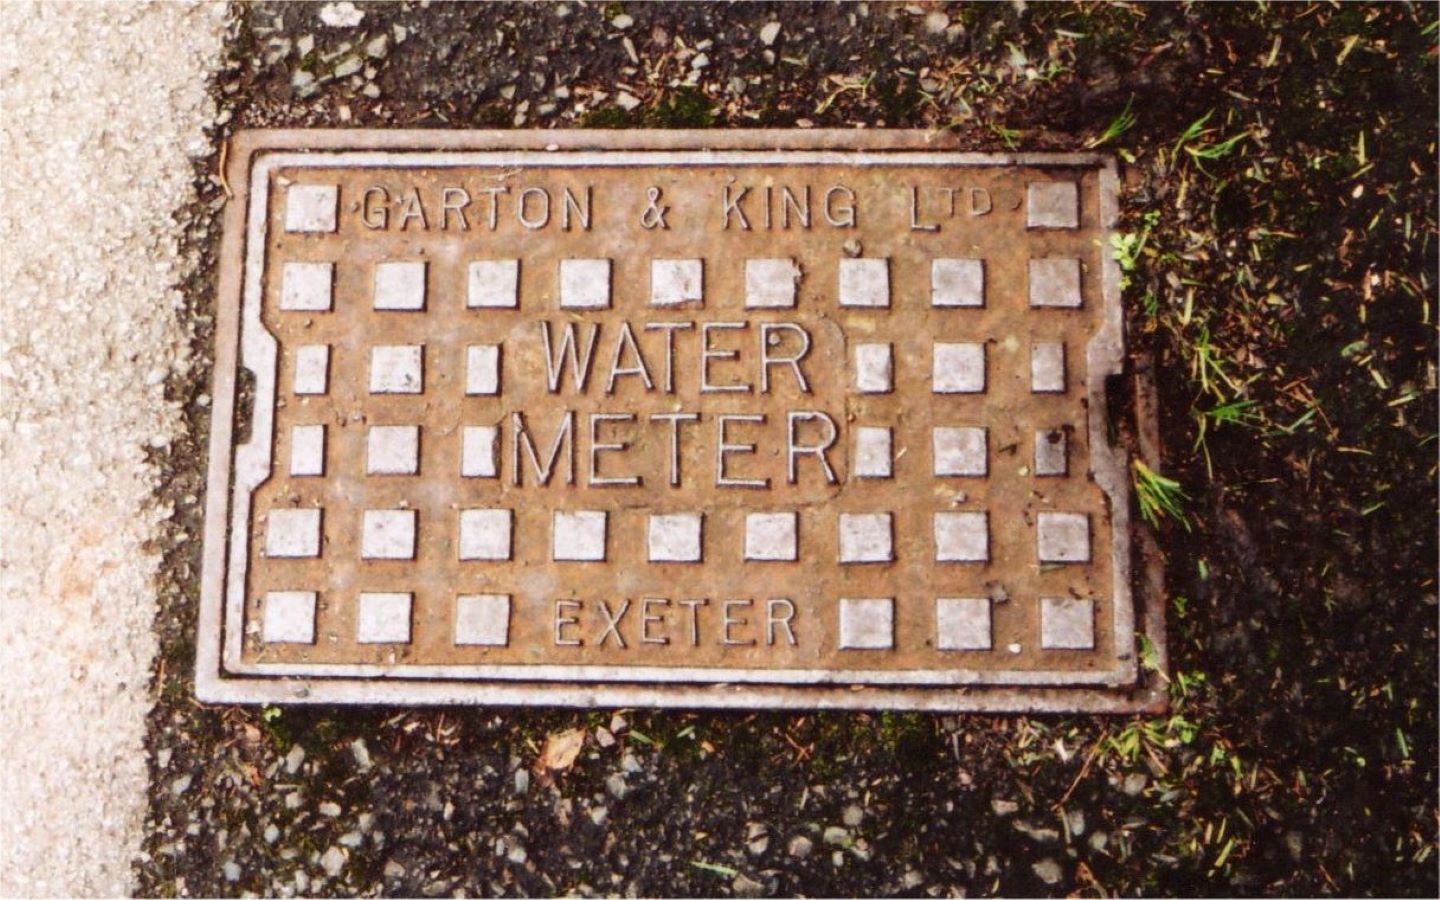 GARTON & KING LTD
WATER
METER
EXETER